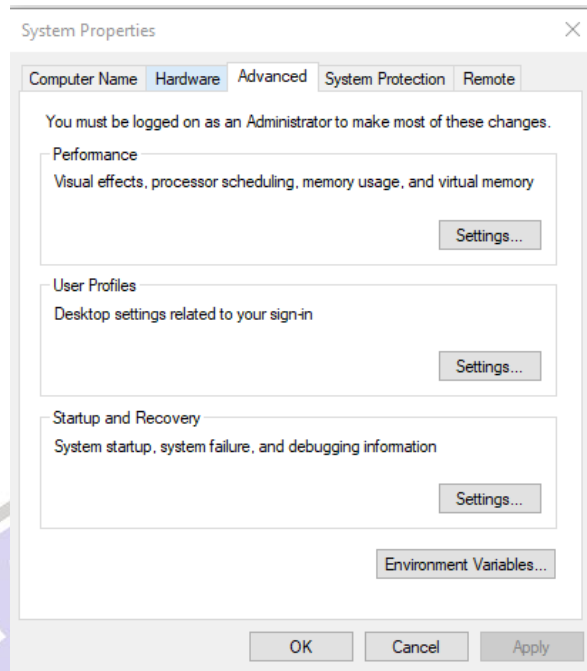 System Properties
Computer Name Hardware Advanced System Protection Remote
You must be logged on as an Administrator to make most of these changes.
Performance
Visual effects, processor scheduling, memory usage, and virtual memory
Settings...
User Profiles
Desktop settings related to your sign-in
Settings...
Startup and Recovery
System startup, system failure, and debugging information
Settings...
Environment Variables...
OK Cancel Apply